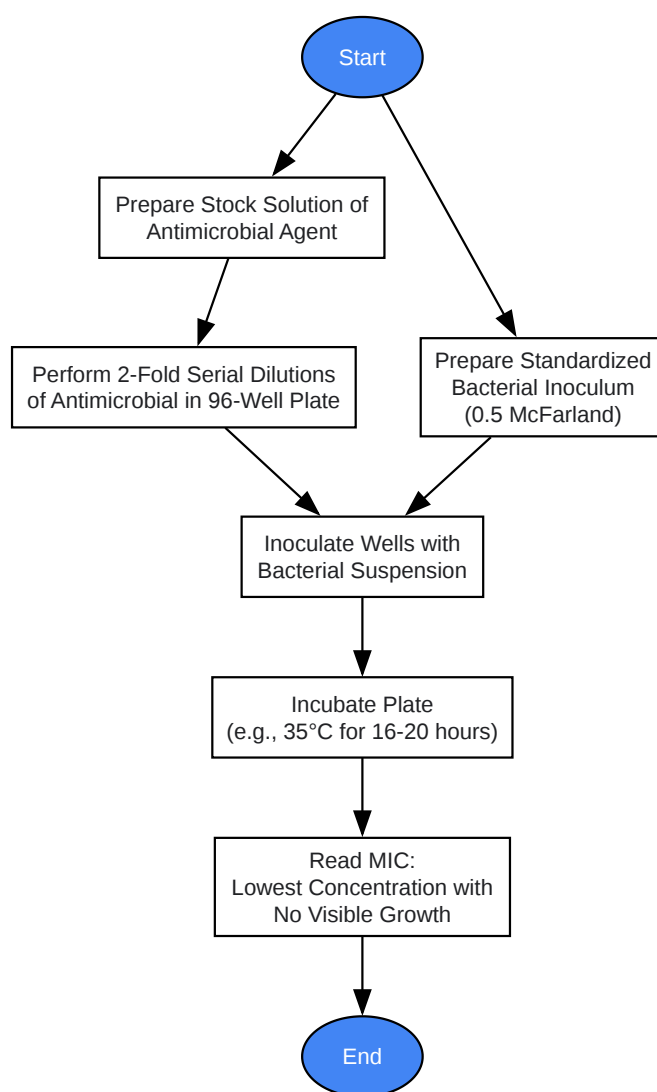 Start
Prepare Stock Solution of
Antimicrobial Agent
Perform 2-Fold Serial Dilutions
of Antimicrobial in 96-Well Plate
Prepare Standardized
Bacterial Inoculum
(0.5 McFarland)
Inoculate Wells with
Bacterial Suspension
Incubate Plate
(e.g., 35°C for 16-20 hours)
Read MIC:
Lowest Concentration with
No Visible Growth
End